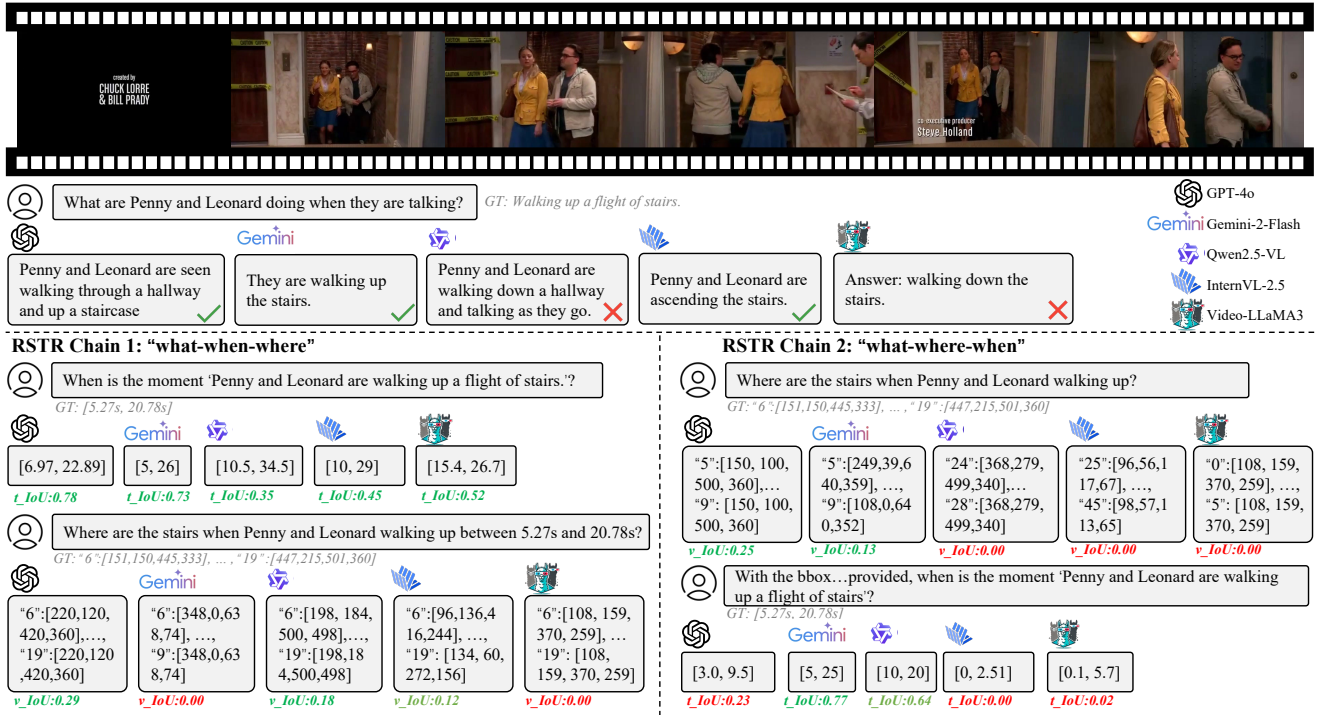 created by
CHUCK LORRE
& BILL PRADY
CAUTION CAUTION
co-executive producer
Steve Holland
What are Penny and Leonard doing when they are talking?
GT: Walking up a flight of stairs.
GPT-4o
Gemini
Gemini-2-Flash
Qwen2.5-VL
InternVL-2.5
Video-LLaMA3
Gemini
Penny and Leonard are seen
walking through a hallway
and up a staircase
They are walking up
the stairs.
Penny and Leonard are
walking down a hallway
and talking as they go.
Penny and Leonard are
ascending the stairs.
Answer: walking down the
stairs.
RSTR Chain 1: “what-when-where”
When is the moment ‘Penny and Leonard are walking up a flight of stairs.’?
GT: [5.27s, 20.78s]
Gemini
[6.97, 22.89]
[5, 26]
[10.5, 34.5]
[10, 29]
[15.4, 26.7]
t_IoU:0.78
t_IoU:0.73
t_IoU:0.35
t_IoU:0.45
t_IoU:0.52
Where are the stairs when Penny and Leonard walking up between 5.27s and 20.78s?
GT:“6”:[151,150,445,333], ... ,“19”:[447,215,501,360]
Gemini
“6”:[220,120,
420,360],...,
“19”:[220,120
,420,360]
“6”:[348,0,63
8,74], ...,
“9”:[348,0,63
8,74]
“6”:[198, 184,
500, 498],...,
“19”:[198,18
4,500,498]
“6”:[96,136,4
16,244], ...,
“19”: [134, 60,
272,156]
“6”:[108, 159,
370, 259], ...
“19”: [108,
159, 370, 259]
v_IoU:0.29
v_IoU:0.00
v_IoU:0.18
v_IoU:0.12
v_IoU:0.00
RSTR Chain 2: “what-where-when”
Where are the stairs when Penny and Leonard walking up?
GT:“6”:[151,150,445,333], ... ,“19”:[447,215,501,360]
Gemini
“5”:[150, 100,
500, 360],...
“9”: [150, 100,
500, 360]
“5”:[249,39,6
40,359], ...,
“9”:[108,0,64
0,352]
“24”:[368,279,
499,340],...
“28”:[368,279,
499,340]
“25”:[96,56,1
17,67], ...,
“45”:[98,57,1
13,65]
“0”:[108, 159,
370, 259], ...,
“5”: [108, 159,
370, 259]
v_IoU:0.25
v_IoU:0.13
v_IoU:0.00
v_IoU:0.00
v_IoU:0.00
With the bbox…provided, when is the moment ‘Penny and Leonard are walking
up a flight of stairs’?
GT: [5.27s, 20.78s]
Gemini
[3.0, 9.5]
[5, 25]
[10, 20]
[0, 2.51]
[0.1, 5.7]
t_IoU:0.23
t_IoU:0.77
t_IoU:0.64
t_IoU:0.00
t_IoU:0.02